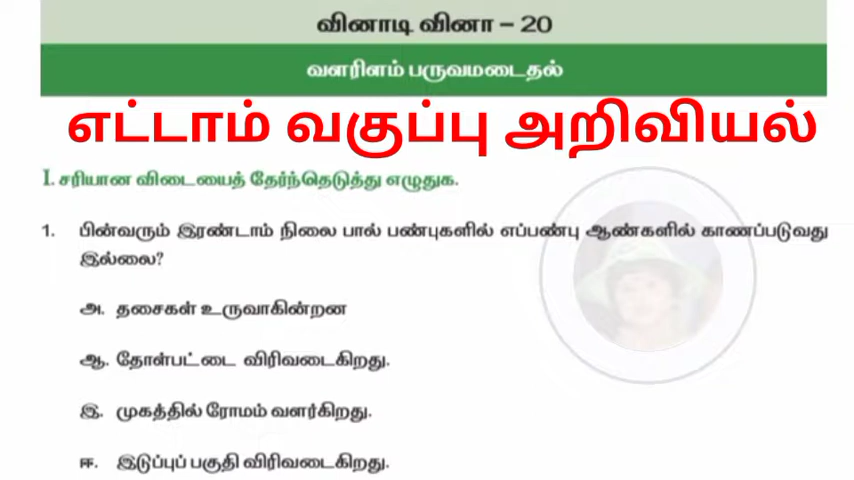 வினாடி வினா – 20
வளரிளம் பருவமடைதல்
எட்டாம் வகுப்பு அறிவியல்
I. சரியான விடையைத் தேர்ந்தெடுத்து எழுதுக.
1. பின்வரும் இரண்டாம் நிலை பால் பண்புகளில் எப்பண்பு ஆண்களில் காணப்படுவது
இல்லை?
அ. தசைகள் உருவாகின்றன
ஆ. தோள்பட்டை விரிவடைகிறது.
இ. முகத்தில் ரோமம் வளர்கிறது.
ஈ. இடுப்புப் பகுதி விரிவடைகிறது.